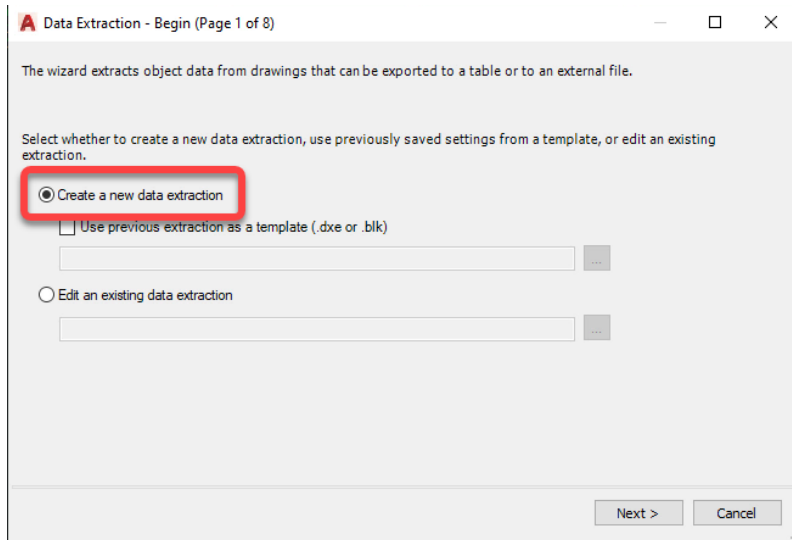 A Data Extraction - Begin (Page 1 of 8)
The wizard extracts object data from drawings that can be exported to a table or to an external file.
Select whether to create a new data extraction, use previously saved settings from a template, or edit an existing
extraction.
Create a new data extraction
Use previous extraction as a template (.dxe or .blk)
...
Edit an existing data extraction
...
Next > Cancel